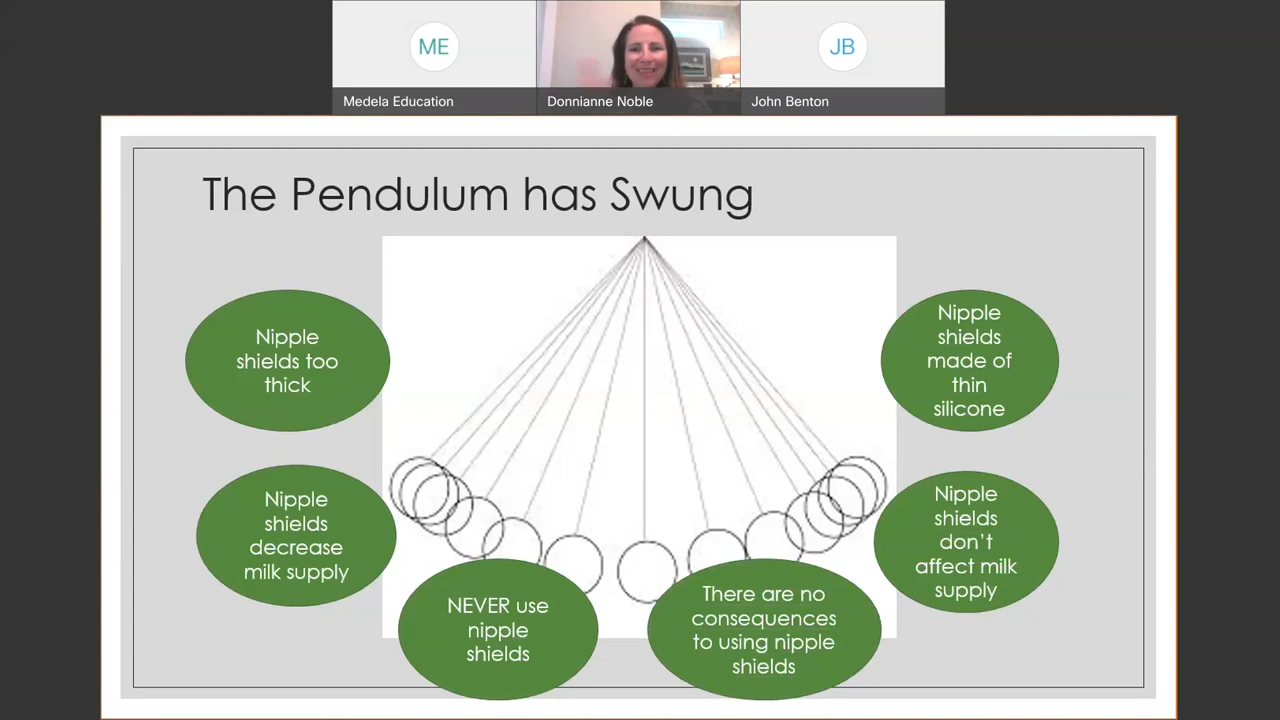 ME
JB
Medela Education
Donnianne Noble
John Benton
The Pendulum has Swung
Nipple
shields too
thick
Nipple
shields
made of
thin
silicone
Nipple
shields
decrease
milk supply
Nipple
shields
don’t
affect milk
supply
NEVER use
nipple
shields
There are no
consequences
to using nipple
shields